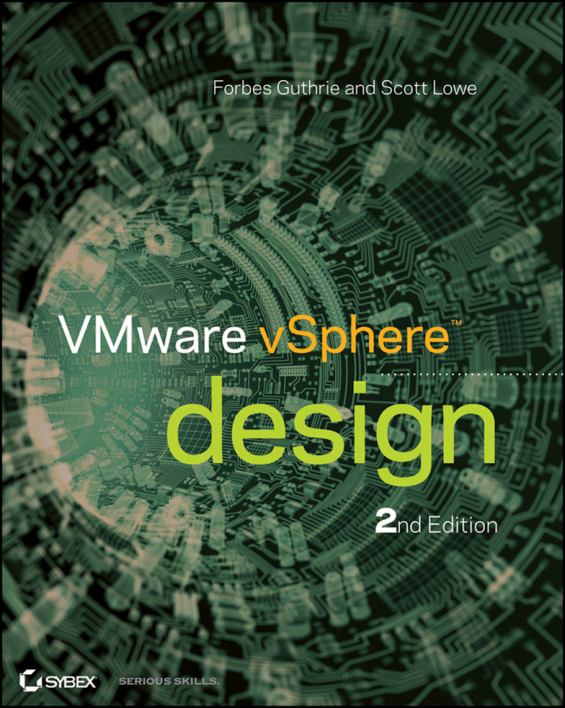 Forbes Guthrie and Scott Lowe
VMware vSphere™
design
2nd Edition
SYBEX SERIOUS SKILLS.